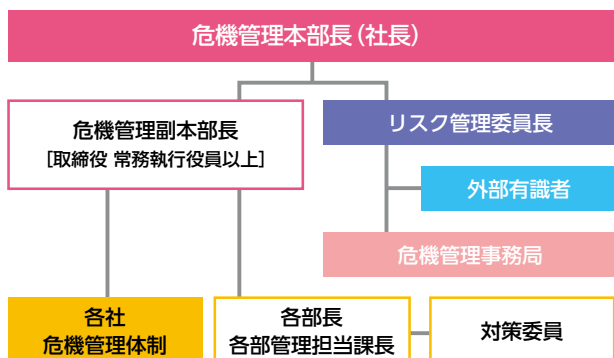 危機管理本部長（社長）
危機管理副本部長
［取締役 常務執行役員以上］
リスク管理委員長
外部有識者
危機管理事務局
各社
危機管理体制
各部長
各部管理担当課長
対策委員